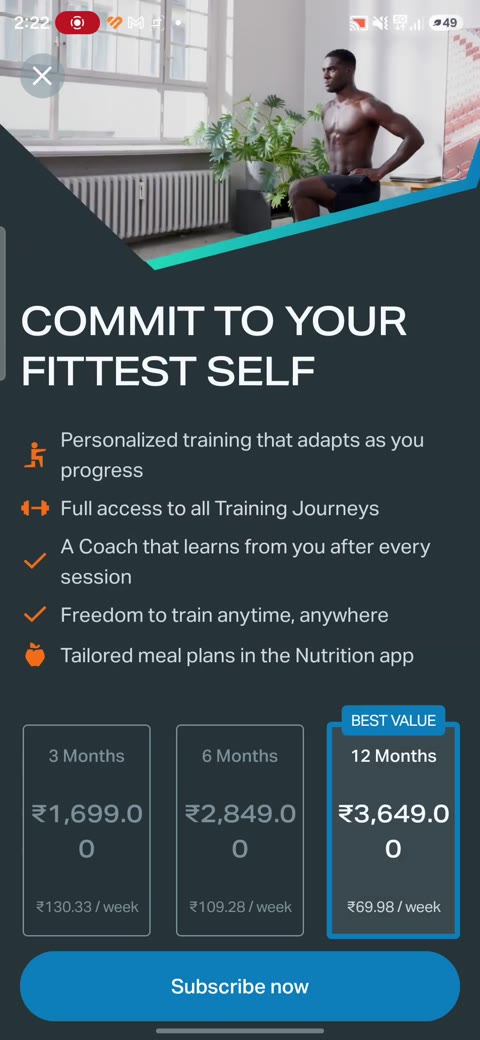 2:22
49
COMMIT TO YOUR
FITTEST SELF
Personalized training that adapts as you
progress
Full access to all Training Journeys
A Coach that learns from you after every
session
Freedom to train anytime, anywhere
Tailored meal plans in the Nutrition app
BEST VALUE
3 Months
6 Months
12 Months
₹1,699.0
0
₹2,849.0
0
₹3,649.0
0
₹130.33 / week
₹109.28 / week
₹69.98 / week
Subscribe now